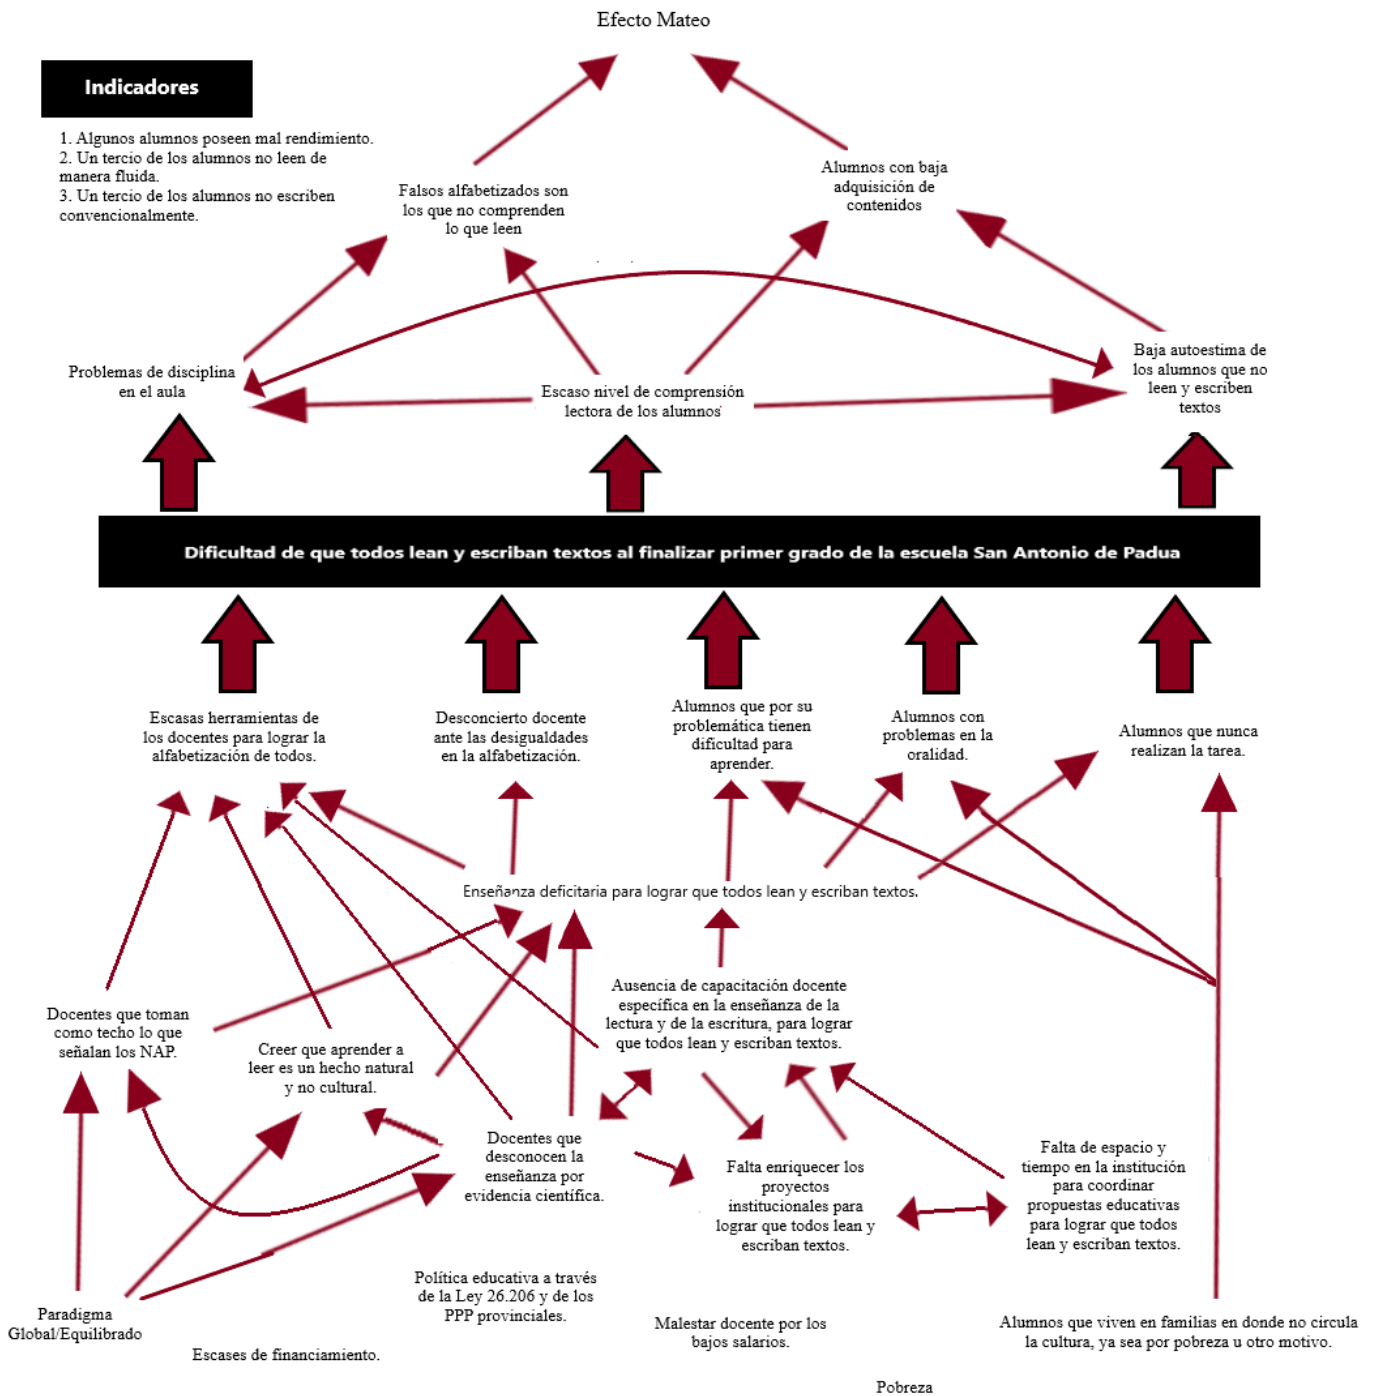 Efecto Mateo
Indicadores
1. Algunos alumnos poseen mal rendimiento.
2. Un tercio de los alumnos no leen de
manera fluida.
3. Un tercio de los alumnos no escriben
convencionalmente.
Falsos alfabetizados son
los que no comprenden
lo que leen
Alumnos con baja
adquisición de
contenidos
Problemas de disciplina
en el aula
Escaso nivel de comprensión
lectora de los alumnos
Baja autoestima de
los alumnos que no
leen y escriben
textos
Dificultad de que todos lean y escriban textos al finalizar primer grado de la escuela San Antonio de Padua
Escasas herramientas de
los docentes para lograr la
alfabetización de todos.
Desconcierto docente
ante las desigualdades
en la alfabetización.
Alumnos que por su
problemática tienen
dificultad para
aprender.
Alumnos con
problemas en la
oralidad.
Alumnos que nunca
realizan la tarea.
Enseñanza deficitaria para lograr que todos lean y escriban textos.
Docentes que toman
como techo lo que
señalan los NAP.
Creer que aprender a
leer es un hecho natural
y no cultural.
Ausencia de capacitación docente
específica en la enseñanza de la
lectura y de la escritura, para lograr
que todos lean y escriban textos.
Docentes que
desconocen la
enseñanza por
evidencia científica.
Falta enriquecer los
proyectos
institucionales para
lograr que todos lean y
escriban textos.
Falta de espacio y
tiempo en la institución
para coordinar
propuestas educativas
para lograr que todos
lean y escriban textos.
Paradigma
Global/Equilibrado
Escases de financiamiento.
Política educativa a través
de la Ley 26.206 y de los
PPP provinciales.
Malestar docente por los
bajos salarios.
Alumnos que viven en familias en donde no circula
la cultura, ya sea por pobreza u otro motivo.
Pobreza